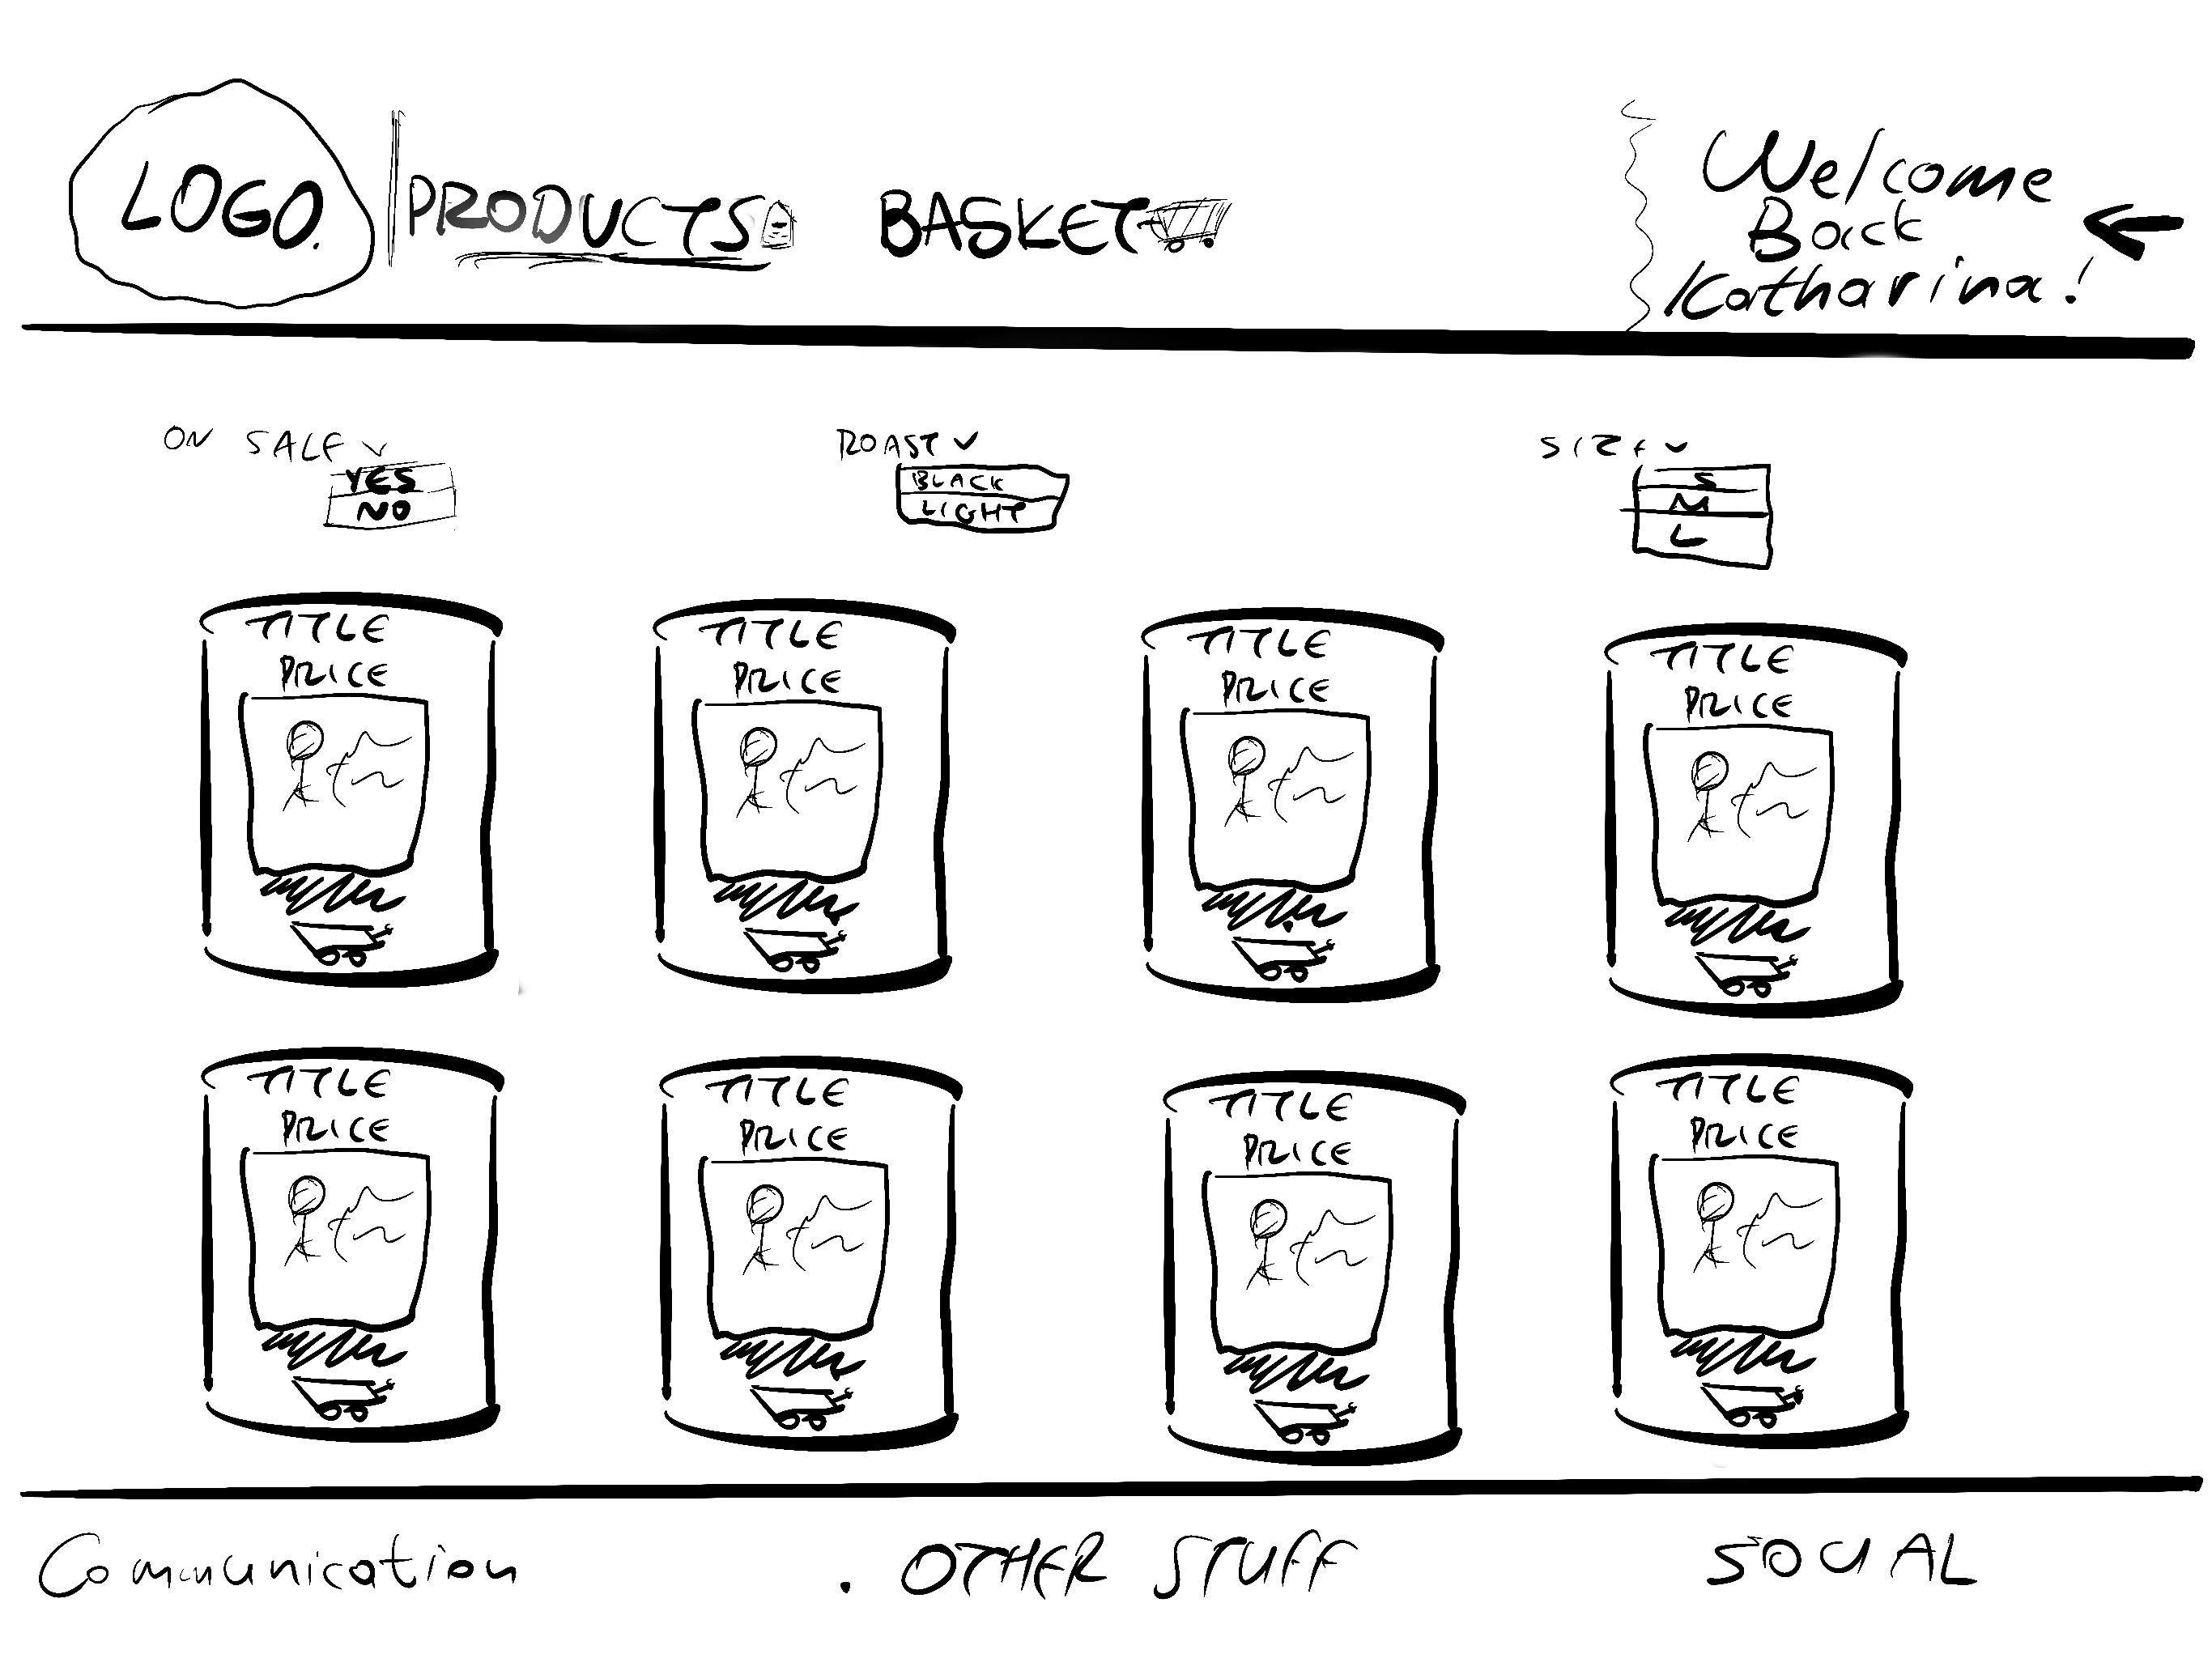 LOGO.
PRODUCTS
BASKET
Welcome
Back
Katharina!
ON SALE
YES
NO
ROAST
BLACK
LIGHT
SIZE
S
M
L
TITLE
PRICE
TITLE
PRICE
TITLE
PRICE
TITLE
PRICE
TITLE
PRICE
TITLE
PRICE
TITLE
PRICE
TITLE
PRICE
Communication
. OTHER STUFF
SOCIAL